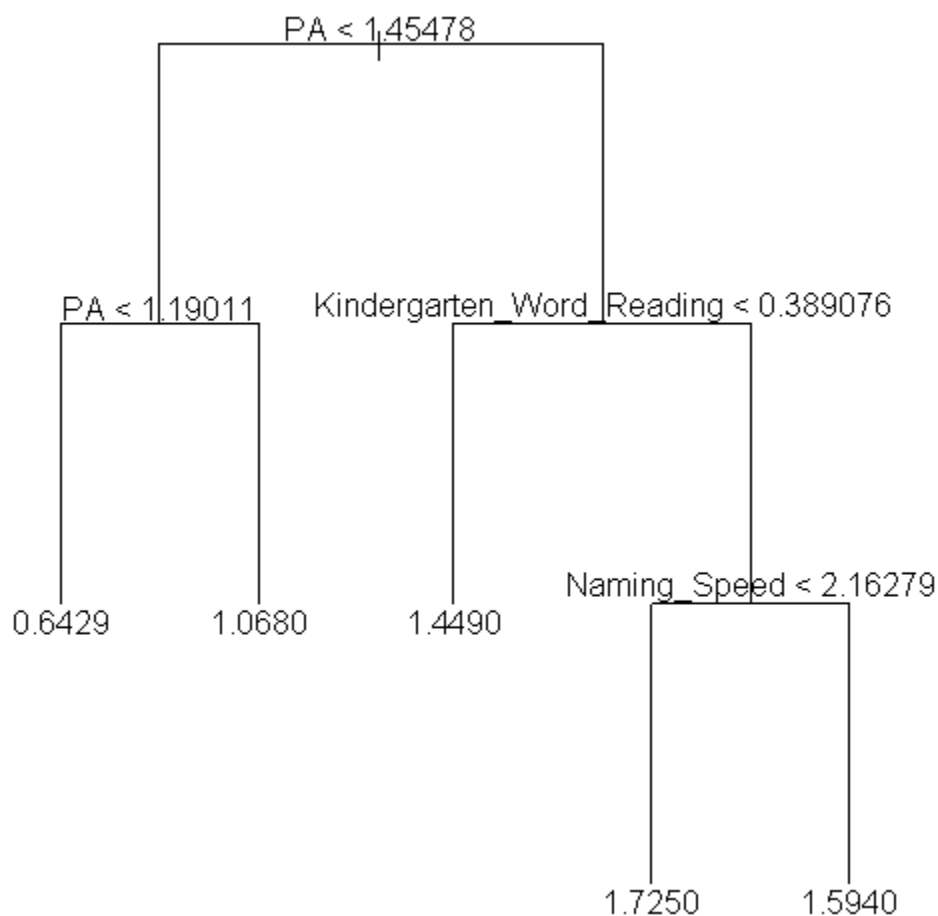 PA < 1.45478
PA < 1.19011
Kindergarten_Word_Reading < 0.389076
Naming_Speed < 2.16279
0.6429
1.0680
1.4490
1.7250
1.5940